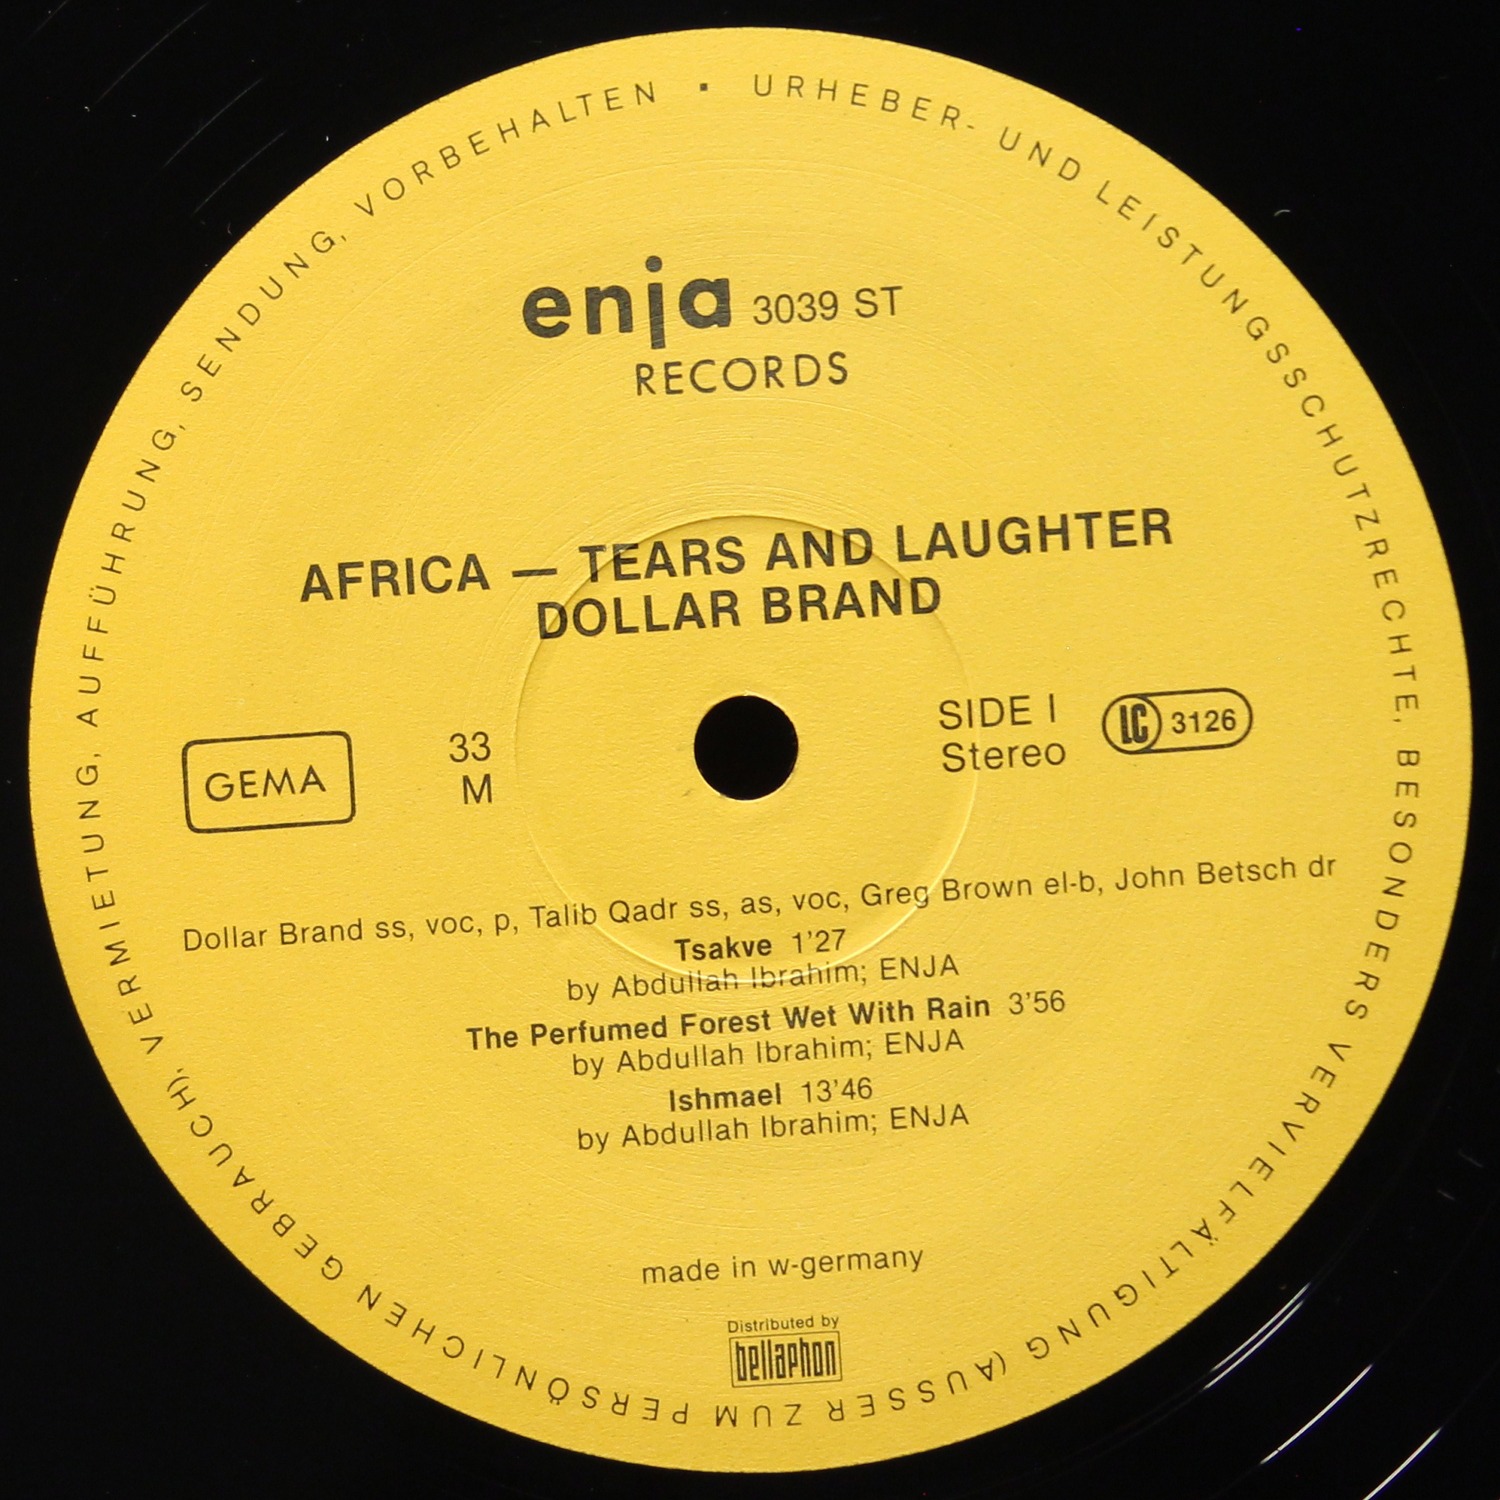 URHEBER- UND LEISTUNGSSCHUTZRECHTE, BESONDERS VERVIELFÄLTIGUNG (AUSSER ZUM PERSÖNLICHEN GEBRAUCH), VERMIETUNG, AUFFÜHRUNG, SENDUNG, VORBEHALTEN ·
enja 3039 ST
RECORDS
AFRICA — TEARS AND LAUGHTER
DOLLAR BRAND
GEMA
33
M
SIDE I
Stereo
LC 3126
Dollar Brand ss, voc, p, Talib Qadr ss, as, voc, Greg Brown el-b, John Betsch dr
Tsakve 1'27
by Abdullah Ibrahim; ENJA
The Perfumed Forest Wet With Rain 3'56
by Abdullah Ibrahim; ENJA
Ishmael 13'46
by Abdullah Ibrahim; ENJA
made in w-germany
Distributed by
bellaphon